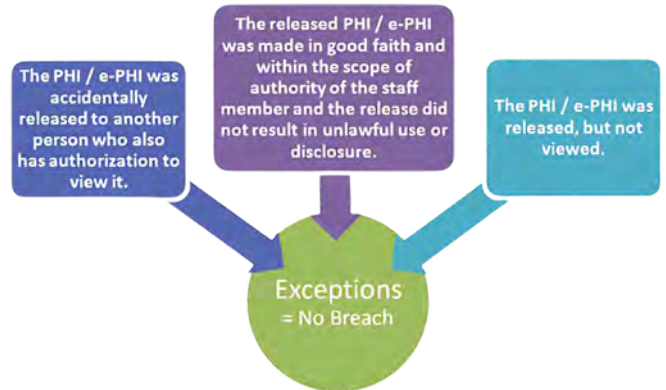 The PHI / e-PHI was
accidentally
released to another
person who also
has authorization to
view it.
The released PHI / e-PHI
was made in good faith and
within the scope of
authority of the staff
member and the release did
not result in unlawful use or
disclosure.
The PHI / e-PHI was
released, but not
viewed.
Exceptions
= No Breach